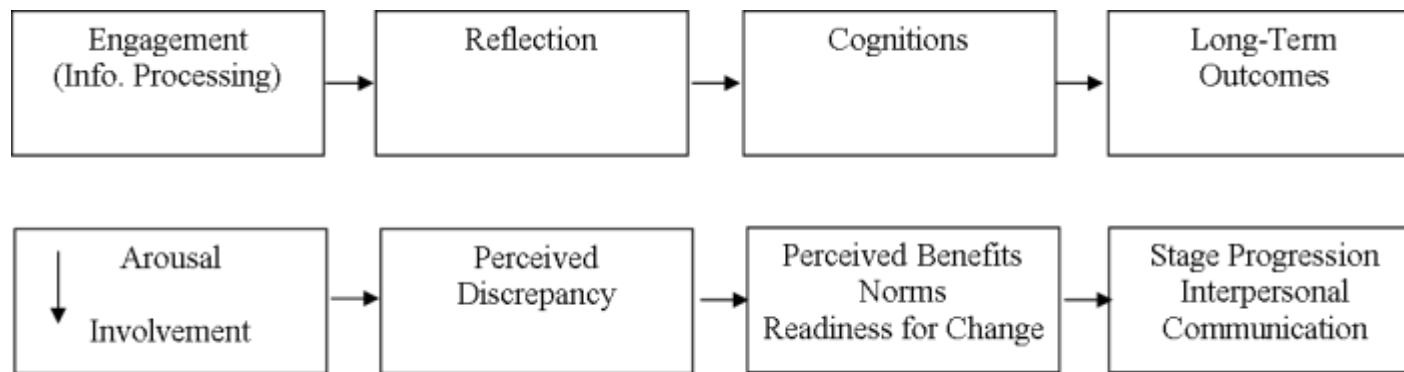 Engagement
(Info. Processing)
Reflection
Cognitions
Long-Term
Outcomes
Arousal
Involvement
Perceived
Discrepancy
Perceived Benefits
Norms
Readiness for Change
Stage Progression
Interpersonal
Communication